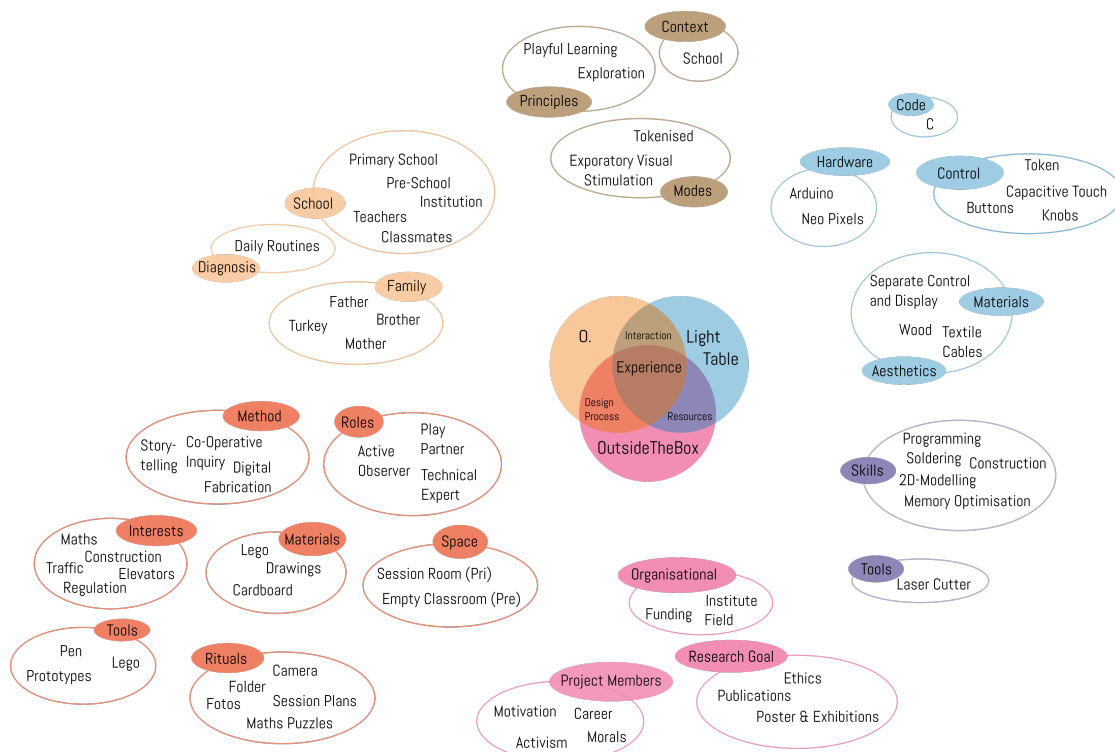 Context
School
Playful Learning
Exploration
Principles
Tokenised
Exporatory Visual
Stimulation
Modes
Code
C
Hardware
Arduino
Neo Pixels
Control
Token
Capacitive Touch
Buttons
Knobs
Primary School
Pre-School
Institution
School
Teachers
Classmates
Daily Routines
Diagnosis
Family
Father
Brother
Turkey
Mother
Separate Control
and Display
Materials
Wood
Textile
Cables
Aesthetics
O.
Interaction
Light
Table
Experience
Design
Process
Resources
OutsideTheBox
Method
Story-
telling
Co-Operative
Inquiry
Digital
Fabrication
Roles
Play
Partner
Active
Observer
Technical
Expert
Programming
Soldering
Construction
Skills
2D-Modelling
Memory Optimisation
Interests
Maths
Construction
Traffic
Elevators
Regulation
Materials
Lego
Drawings
Cardboard
Space
Session Room (Pri)
Empty Classroom (Pre)
Tools
Laser Cutter
Organisational
Institute
Funding
Field
Tools
Pen
Lego
Prototypes
Rituals
Camera
Folder
Fotos
Session Plans
Maths Puzzles
Research Goal
Ethics
Publications
Poster & Exhibitions
Project Members
Motivation
Career
Activism
Morals